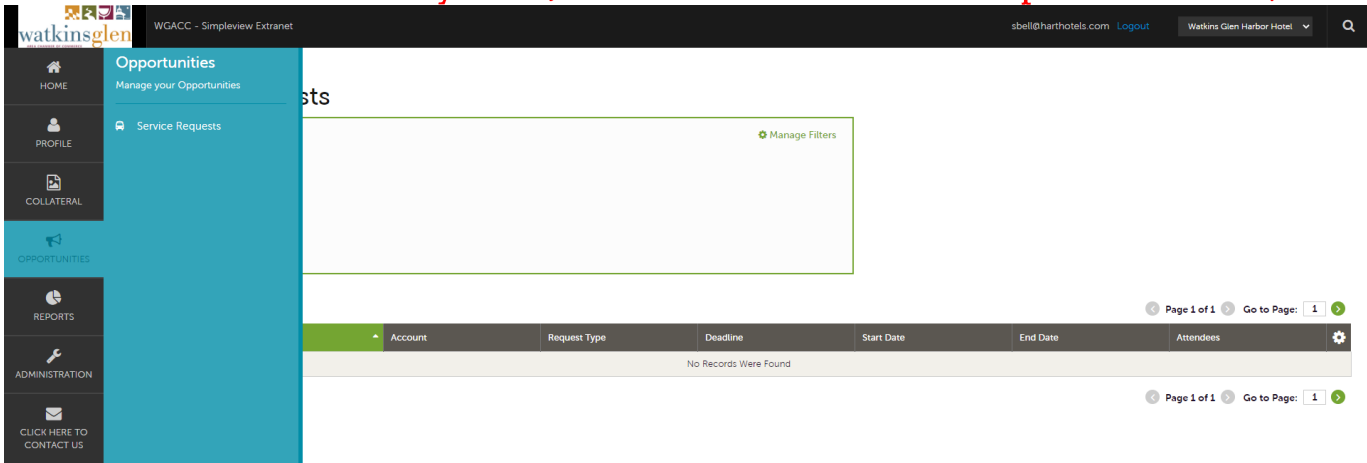 watkinsglen
WGACC - Simpleview Extranet
sbell@harthotels.com Logout
Watkins Glen Harbor Hotel
HOME
PROFILE
COLLATERAL
OPPORTUNITIES
REPORTS
ADMINISTRATION
CLICK HERE TO
CONTACT US
Opportunities
Manage your Opportunities
Service Requests
sts
Manage Filters
Page 1 of 1 Go to Page: 1
Account Request Type Deadline Start Date End Date Attendees
No Records Were Found
Page 1 of 1 Go to Page: 1